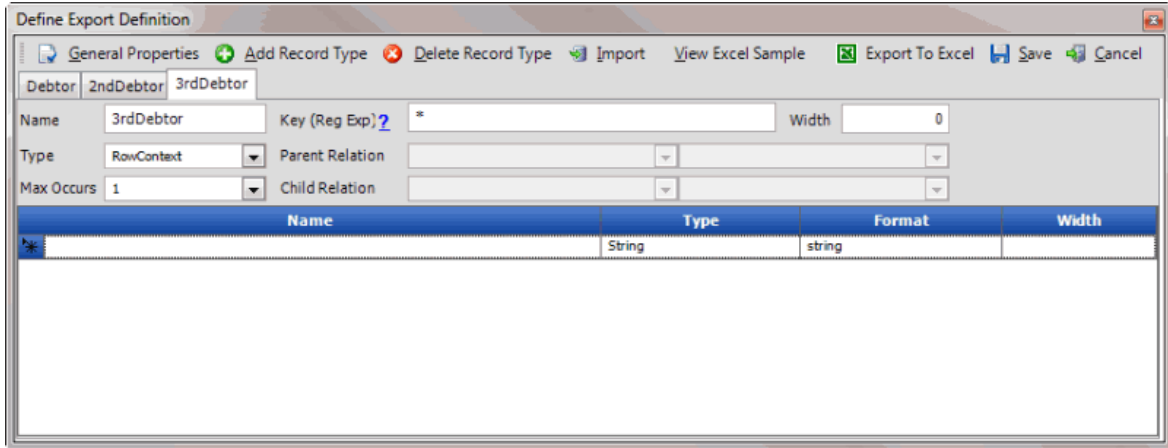 Define Export Definition
General Properties Add Record Type Delete Record Type Import View Excel Sample Export To Excel Save Cancel
Debtor 2ndDebtor 3rdDebtor
Name 3rdDebtor Key (Reg Exp) ? * Width 0
Type RowContext Parent Relation
Max Occurs 1 Child Relation
Name Type Format Width
String string